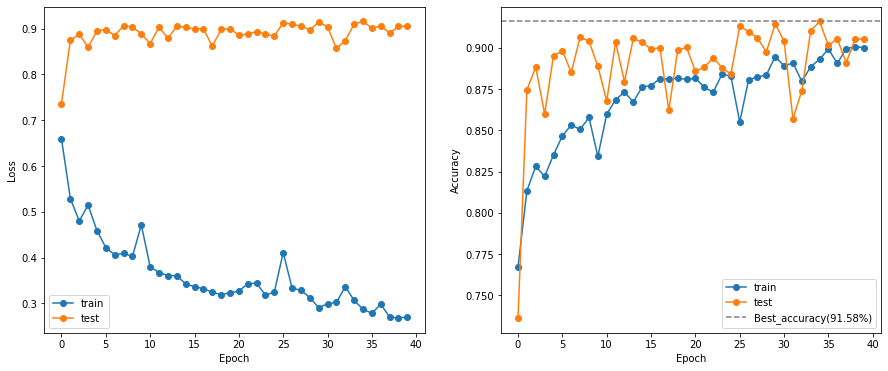 0.9
0.8
0.7
0.6
0.5
0.4
0.3
Loss
train
test
0 5 10 15 20 25 30 35 40
Epoch
0.900
0.875
0.850
0.825
0.800
0.775
0.750
Accuracy
train
test
Best_accuracy(91.58%)
0 5 10 15 20 25 30 35 40
Epoch